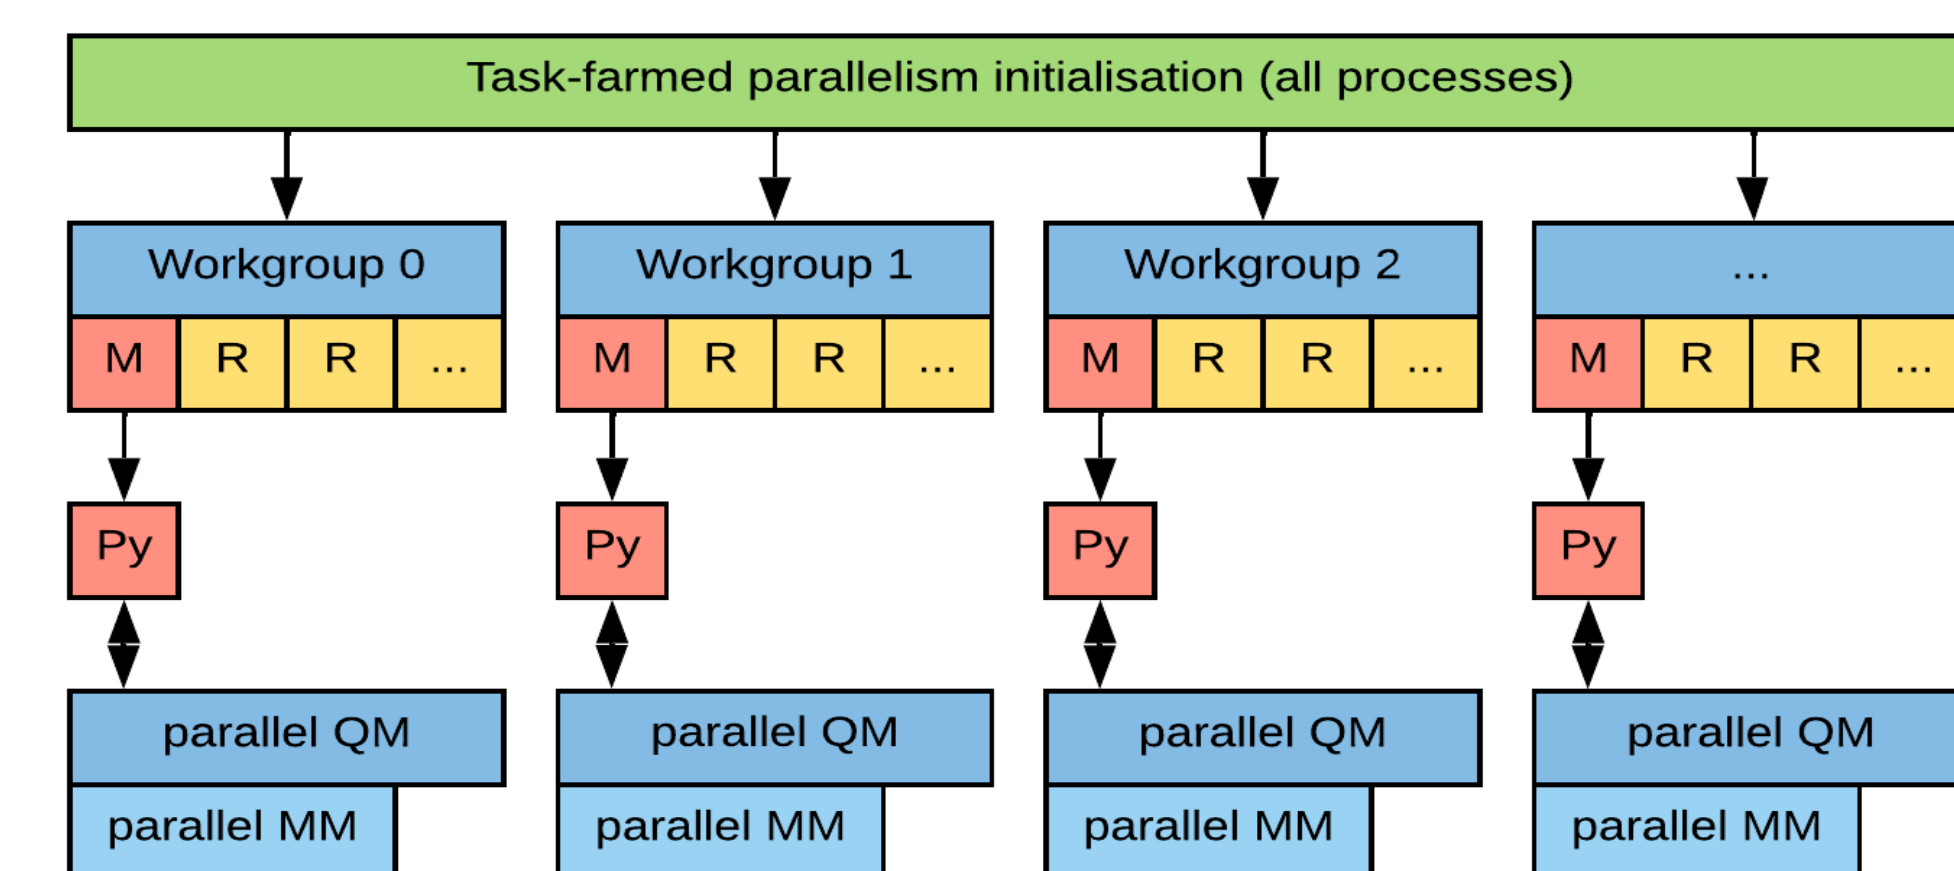 Task-farmed parallelism initialisation (all processes)
Workgroup 0 Workgroup 1 Workgroup 2 ...
M R R ... M R R ... M R R ... M R R ...
Py Py Py Py
parallel QM parallel QM parallel QM parallel QM
parallel MM parallel MM parallel MM parallel MM